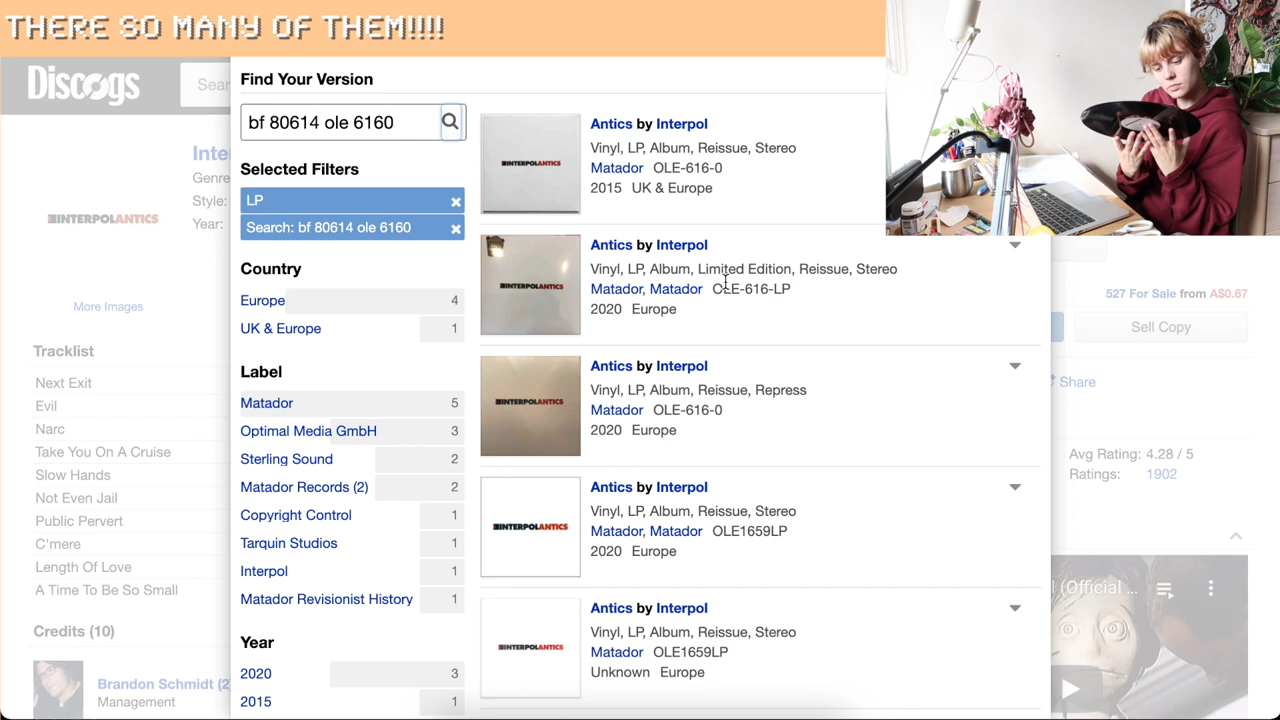 THERE SO MANY OF THEM!!!!
Discogs
Sear
Find Your Version
bf 80614 ole 6160
Selected Filters
LP
Search: bf 80614 ole 6160
Country
Europe 4
UK & Europe 1
Label
Matador 5
Optimal Media GmbH 3
Sterling Sound 2
Matador Records (2) 2
Copyright Control 1
Tarquin Studios 1
Interpol 1
Matador Revisionist History 1
Year
2020 3
2015 1
INTERPOLANTICS
Antics by Interpol
Vinyl, LP, Album, Reissue, Stereo
Matador OLE-616-0
2015 UK & Europe
INTERPOLANTICS
Antics by Interpol
Vinyl, LP, Album, Limited Edition, Reissue, Stereo
Matador, Matador OLE-616-LP
2020 Europe
INTERPOLANTICS
Antics by Interpol
Vinyl, LP, Album, Reissue, Repress
Matador OLE-616-0
2020 Europe
INTERPOLANTICS
Antics by Interpol
Vinyl, LP, Album, Reissue, Stereo
Matador, Matador OLE1659LP
2020 Europe
INTERPOLANTICS
Antics by Interpol
Vinyl, LP, Album, Reissue, Stereo
Matador OLE1659LP
Unknown Europe
Inte
Genre
Style:
Year:
INTERPOLANTICS
More Images
Tracklist
Next Exit
Evil
Narc
Take You On A Cruise
Slow Hands
Not Even Jail
Public Pervert
C'mere
Length Of Love
A Time To Be So Small
Credits (10)
Brandon Schmidt (2
Management
527 For Sale from A$0.67
Sell Copy
Share
Avg Rating: 4.28 / 5
Ratings: 1902
l (Official ...